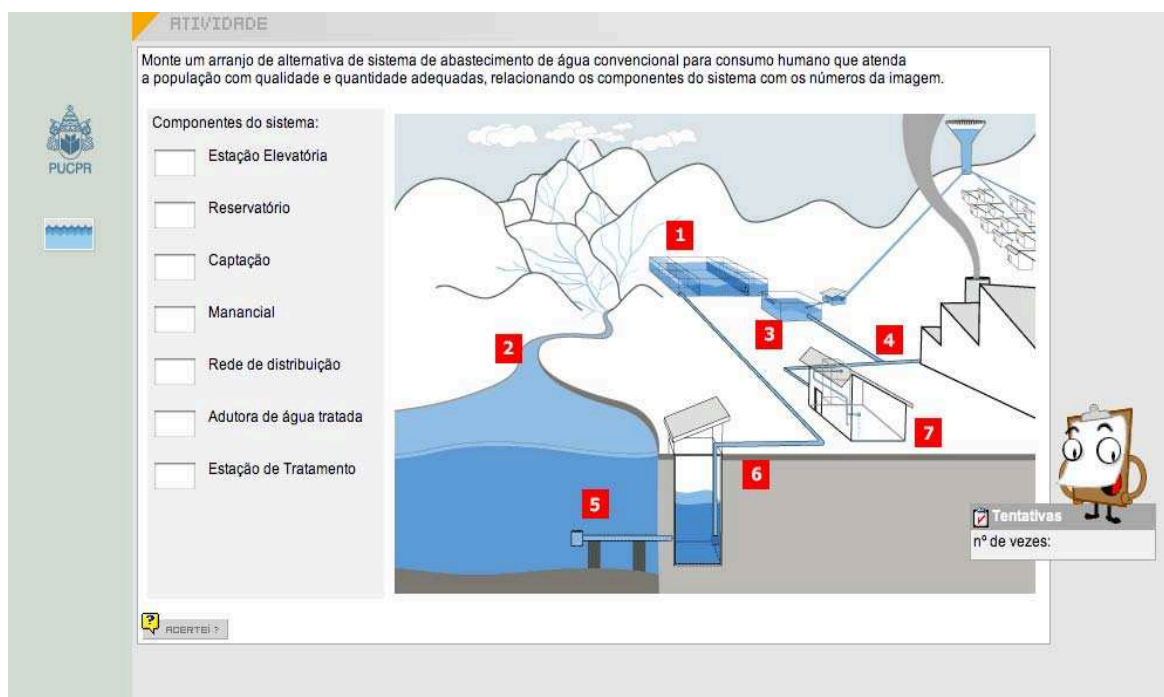 ATIVIDADE
Monte um arranjo de alternativa de sistema de abastecimento de água convencional para consumo humano que atenda
a população com qualidade e quantidade adequadas, relacionando os componentes do sistema com os números da imagem.
PUCPR
Componentes do sistema:
Estação Elevatória
Reservatório
Captação
Manancial
Rede de distribuição
Adutora de água tratada
Estação de Tratamento
1
2
3
4
5
6
7
Tentativas
nº de vezes:
?
ACERTEI ?